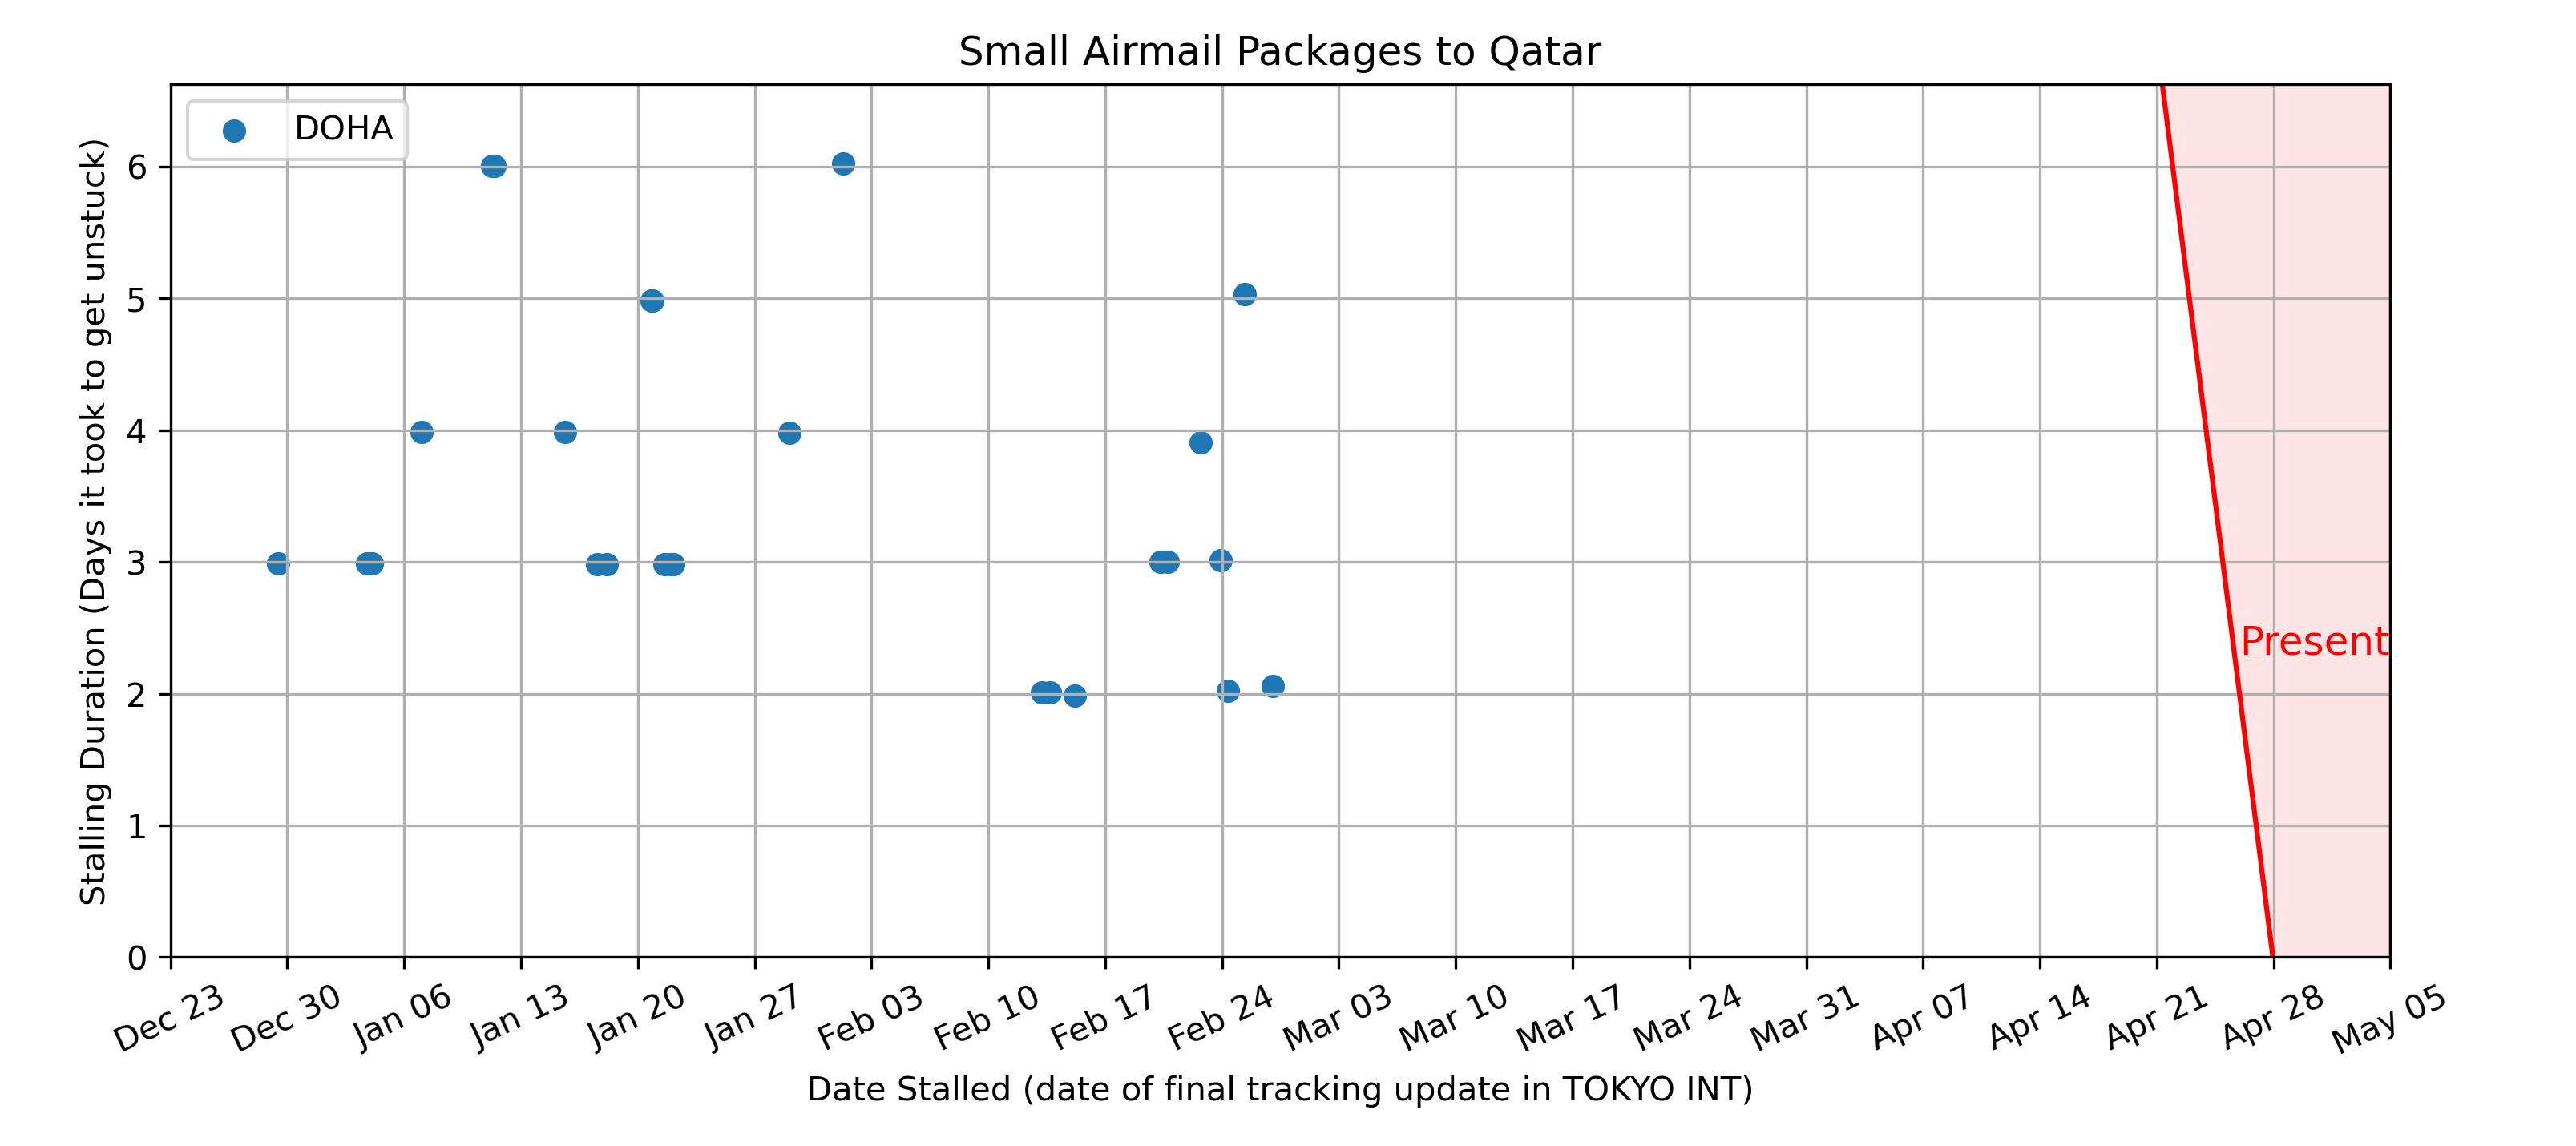 Small Airmail Packages to Qatar
DOHA
Stalling Duration (Days it took to get unstuck)
6
5
4
3
2
1
0
Present
Dec 23
Dec 30
Jan 06
Jan 13
Jan 20
Jan 27
Feb 03
Feb 10
Feb 17
Feb 24
Mar 03
Mar 10
Mar 17
Mar 24
Mar 31
Apr 07
Apr 14
Apr 21
Apr 28
May 05
Date Stalled (date of final tracking update in TOKYO INT)